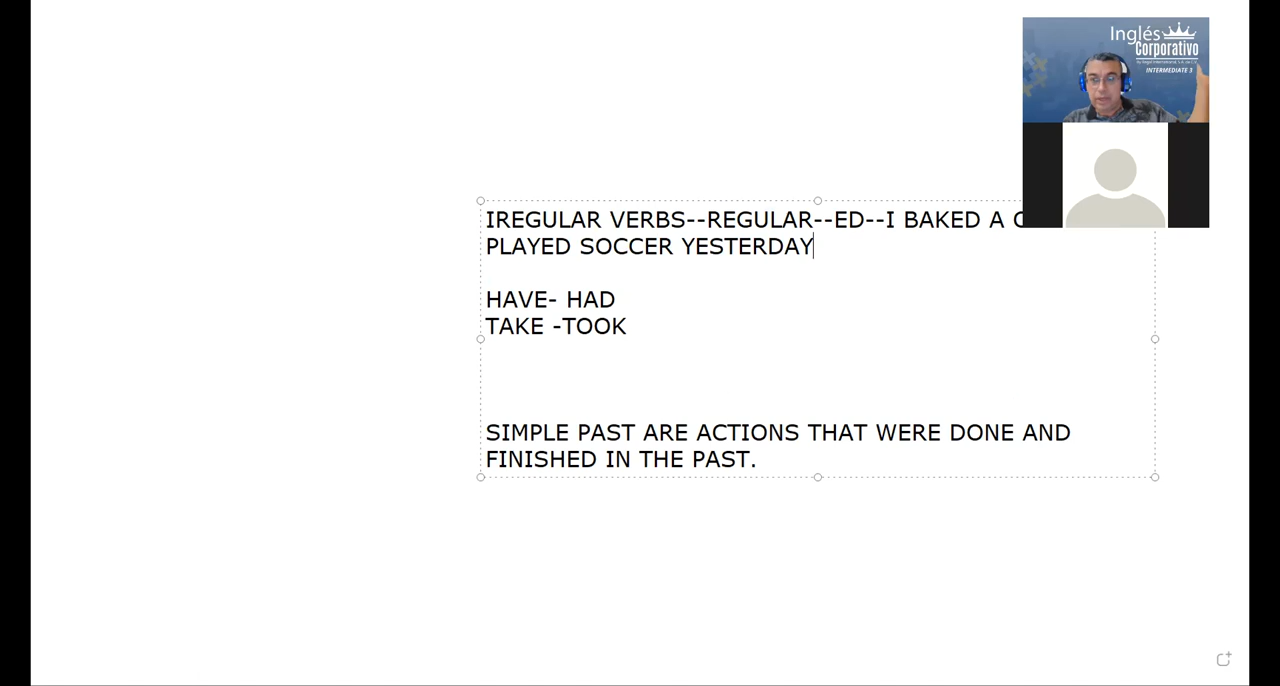 Inglés
Corporativo
INTERMEDIATE 3
IREGULAR VERBS--REGULAR--ED--I BAKED A
PLAYED SOCCER YESTERDAY
HAVE- HAD
TAKE -TOOK
SIMPLE PAST ARE ACTIONS THAT WERE DONE AND
FINISHED IN THE PAST.